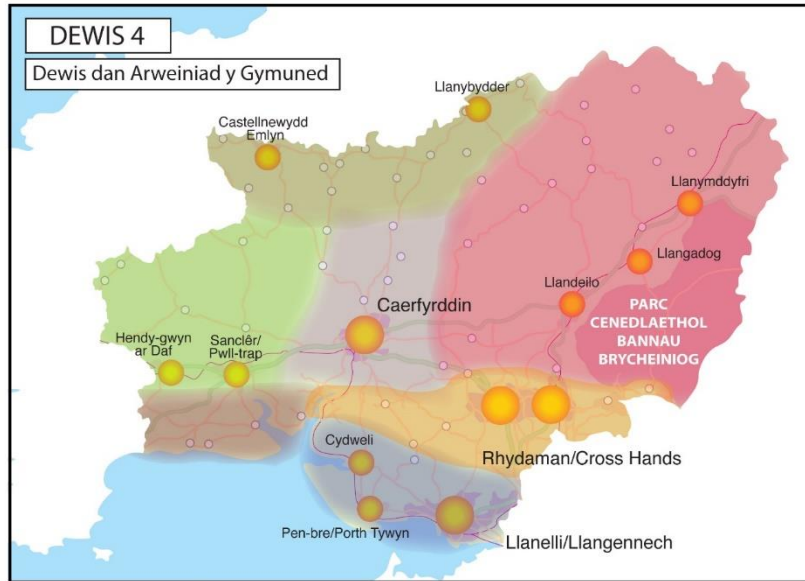 DEWIS 4
Dewis dan Arweiniad y Gymuned
Llanybydder
Castellnewydd
Emlyn
Llanymddyfri
Llangadog
Llandeilo
Caerfyrddin
PARC
CENEDLAETHOL
BANNAU
BRYCHEINIOG
Hendy-gwyn
ar Daf
Sanclêr/
Pwll-trap
Cydweli
Rhydaman/Cross Hands
Pen-bre/Porth Tywyn
Llanelli/Llangennech